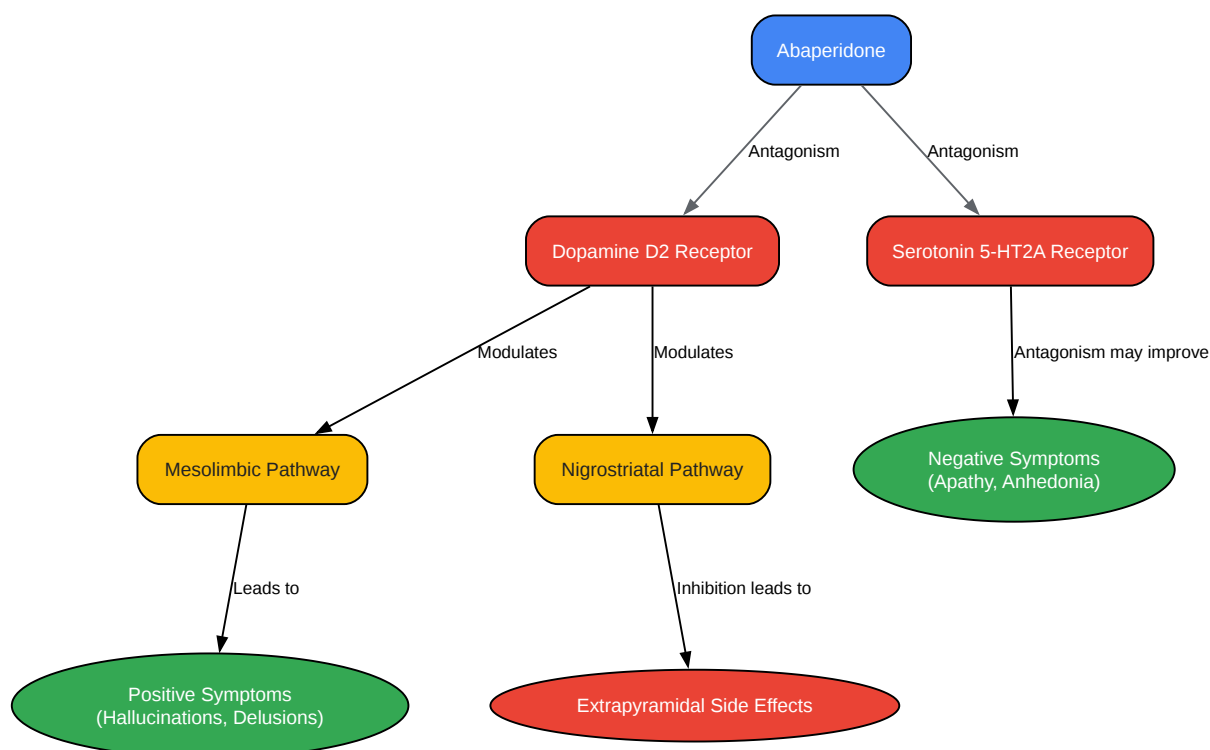 Abaperidone
Antagonism
Antagonism
Dopamine D2 Receptor
Serotonin 5-HT2A Receptor
Modulates
Modulates
Antagonism may improve
Mesolimbic Pathway
Nigrostriatal Pathway
Negative Symptoms
(Apathy, Anhedonia)
Leads to
Inhibition leads to
Positive Symptoms
(Hallucinations, Delusions)
Extrapyramidal Side Effects